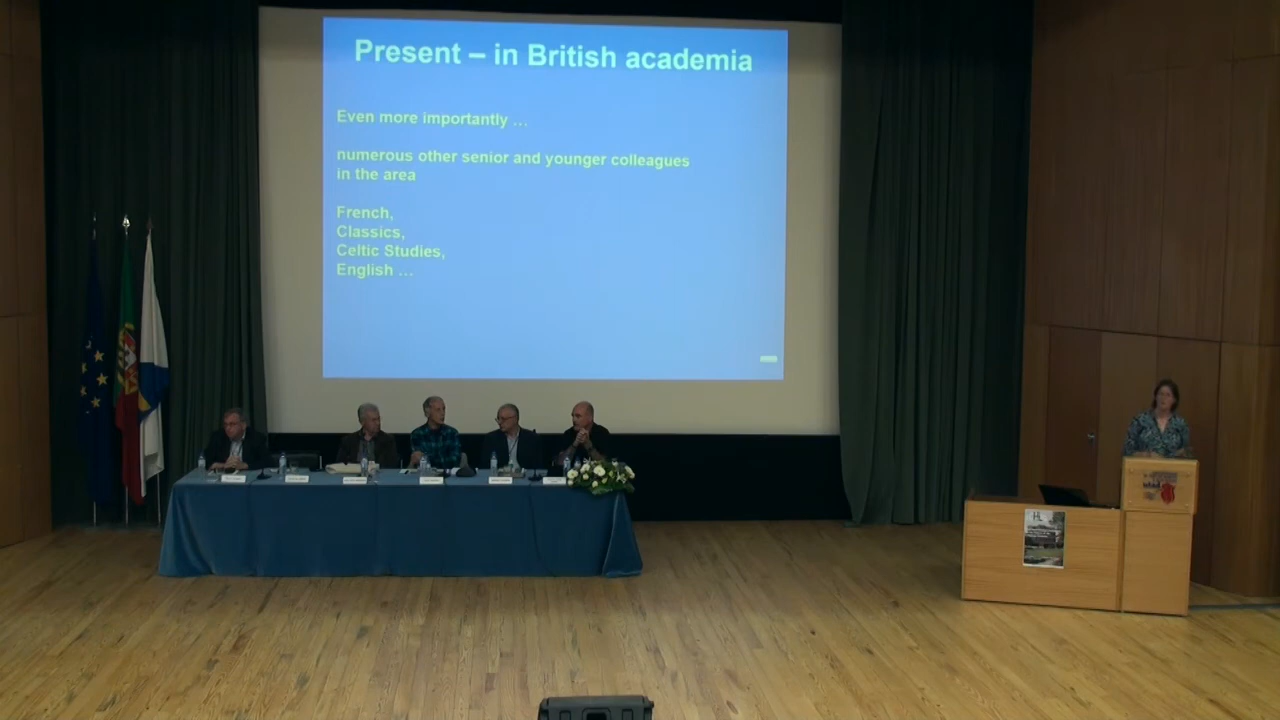 Present – in British academia
Even more importantly …
numerous other senior and younger colleagues
in the area
French,
Classics,
Celtic Studies,
English …